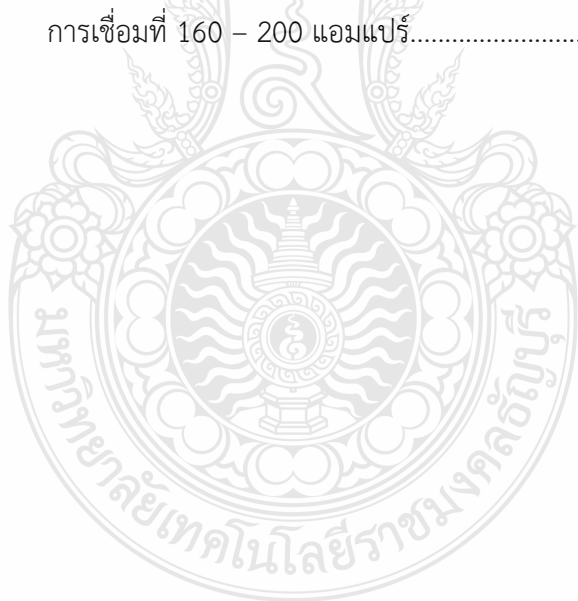 การเชื่อมที่ 160 – 200 แอมแปร์........................
มหาวิทยาลัยเทคโนโลยีราชมงคลธัญบุรี